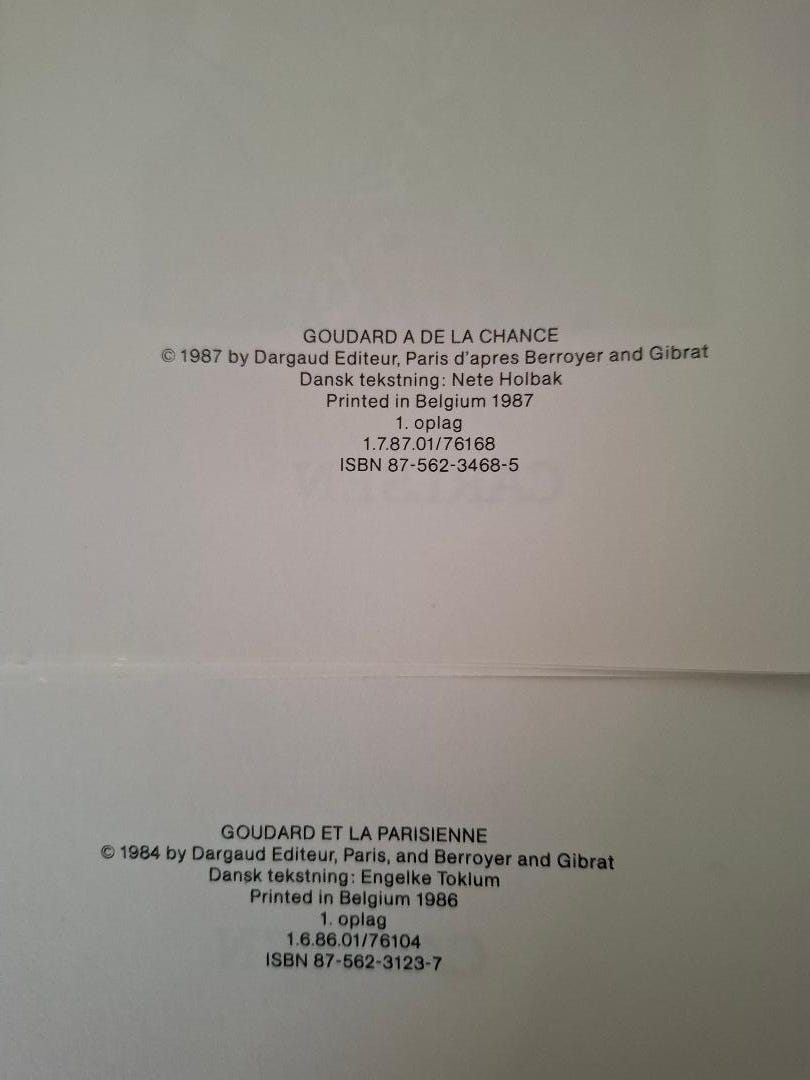 GOUDARD A DE LA CHANCE
© 1987 by Dargaud Editeur, Paris d'apres Berroyer and Gibrat
Dansk tekstning: Nete Holbak
Printed in Belgium 1987
1. oplag
1.7.87.01/76168
ISBN 87-562-3468-5
CARLSEN
GOUDARD ET LA PARISIENNE
© 1984 by Dargaud Editeur, Paris, and Berroyer and Gibrat
Dansk tekstning: Engelke Toklum
Printed in Belgium 1986
1. oplag
1.6.86.01/76104
ISBN 87-562-3123-7